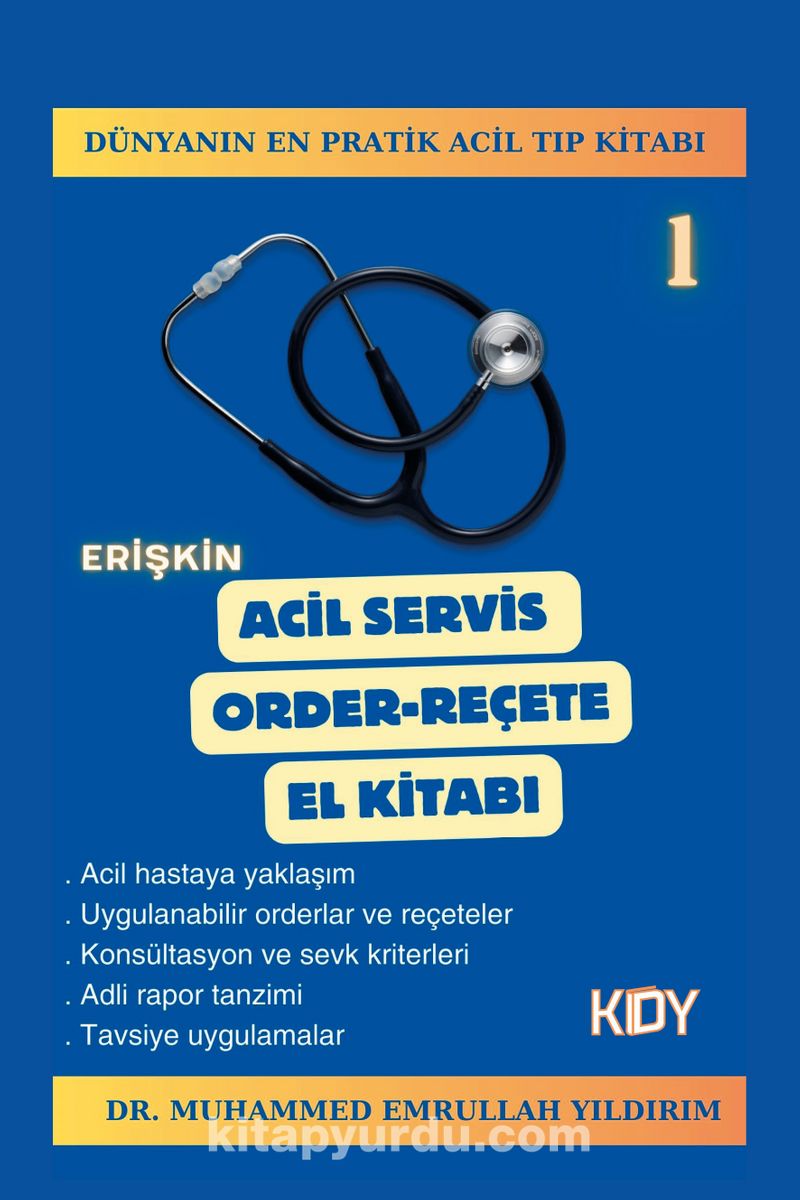 DÜNYANIN EN PRATİK ACİL TIP KİTABI
1
ERİŞKİN
ACİL SERVİS
ORDER-REÇETE
EL KİTABI
. Acil hastaya yaklaşım
. Uygulanabilir orderlar ve reçeteler
. Konsültasyon ve sevk kriterleri
. Adli rapor tanzimi
. Tavsiye uygulamalar
KDY
DR. MUHAMMED EMRULLAH YILDIRIM
kitapyurdu.com